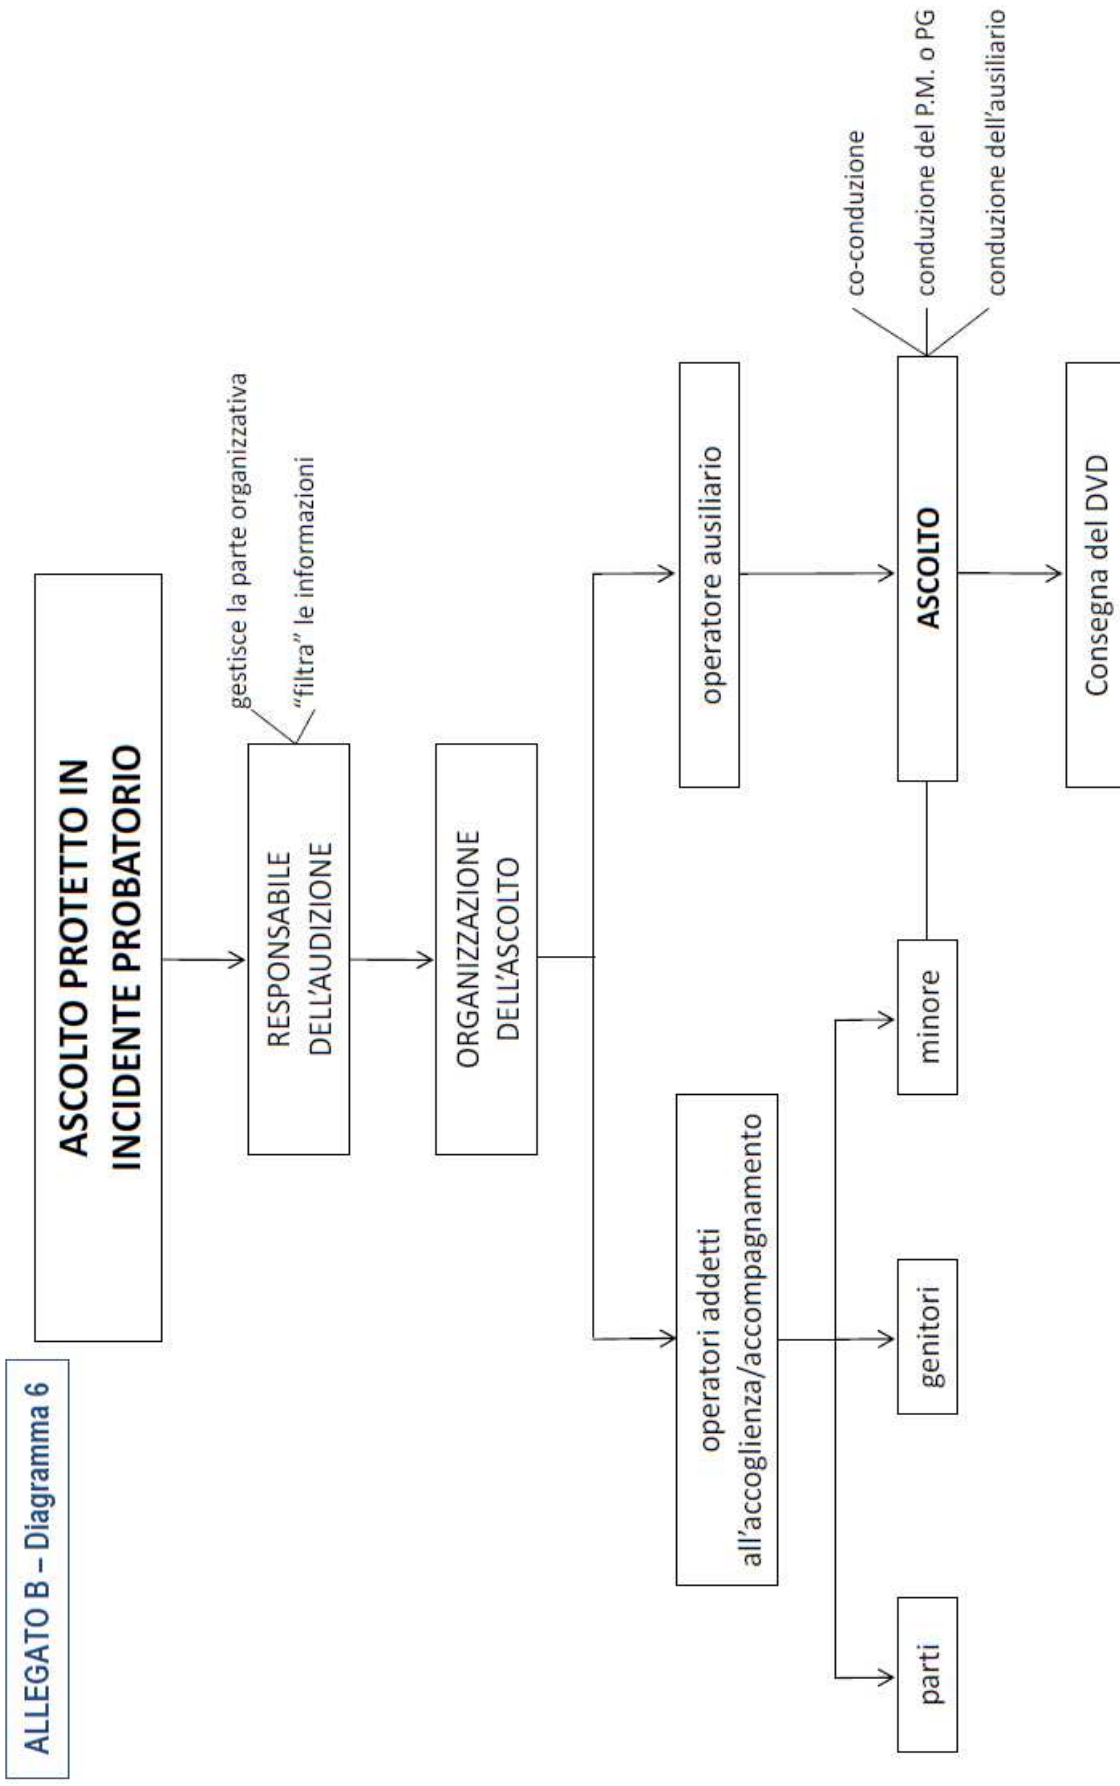 ALLEGATO B – Diagramma 6
ASCOLTO PROTETTO IN
INCIDENTE PROBATORIO
RESPONSABILE
DELL'AUDIZIONE
gestisce la parte organizzativa
“filtra” le informazioni
ORGANIZZAZIONE
DELL'ASCOLTO
operatori addetti
all'accoglienza/accompagnamento
operatore ausiliario
parti
genitori
minore
ASCOLTO
co-conduzione
conduzione del P.M. o PG
conduzione dell'ausiliario
Consegna del DVD